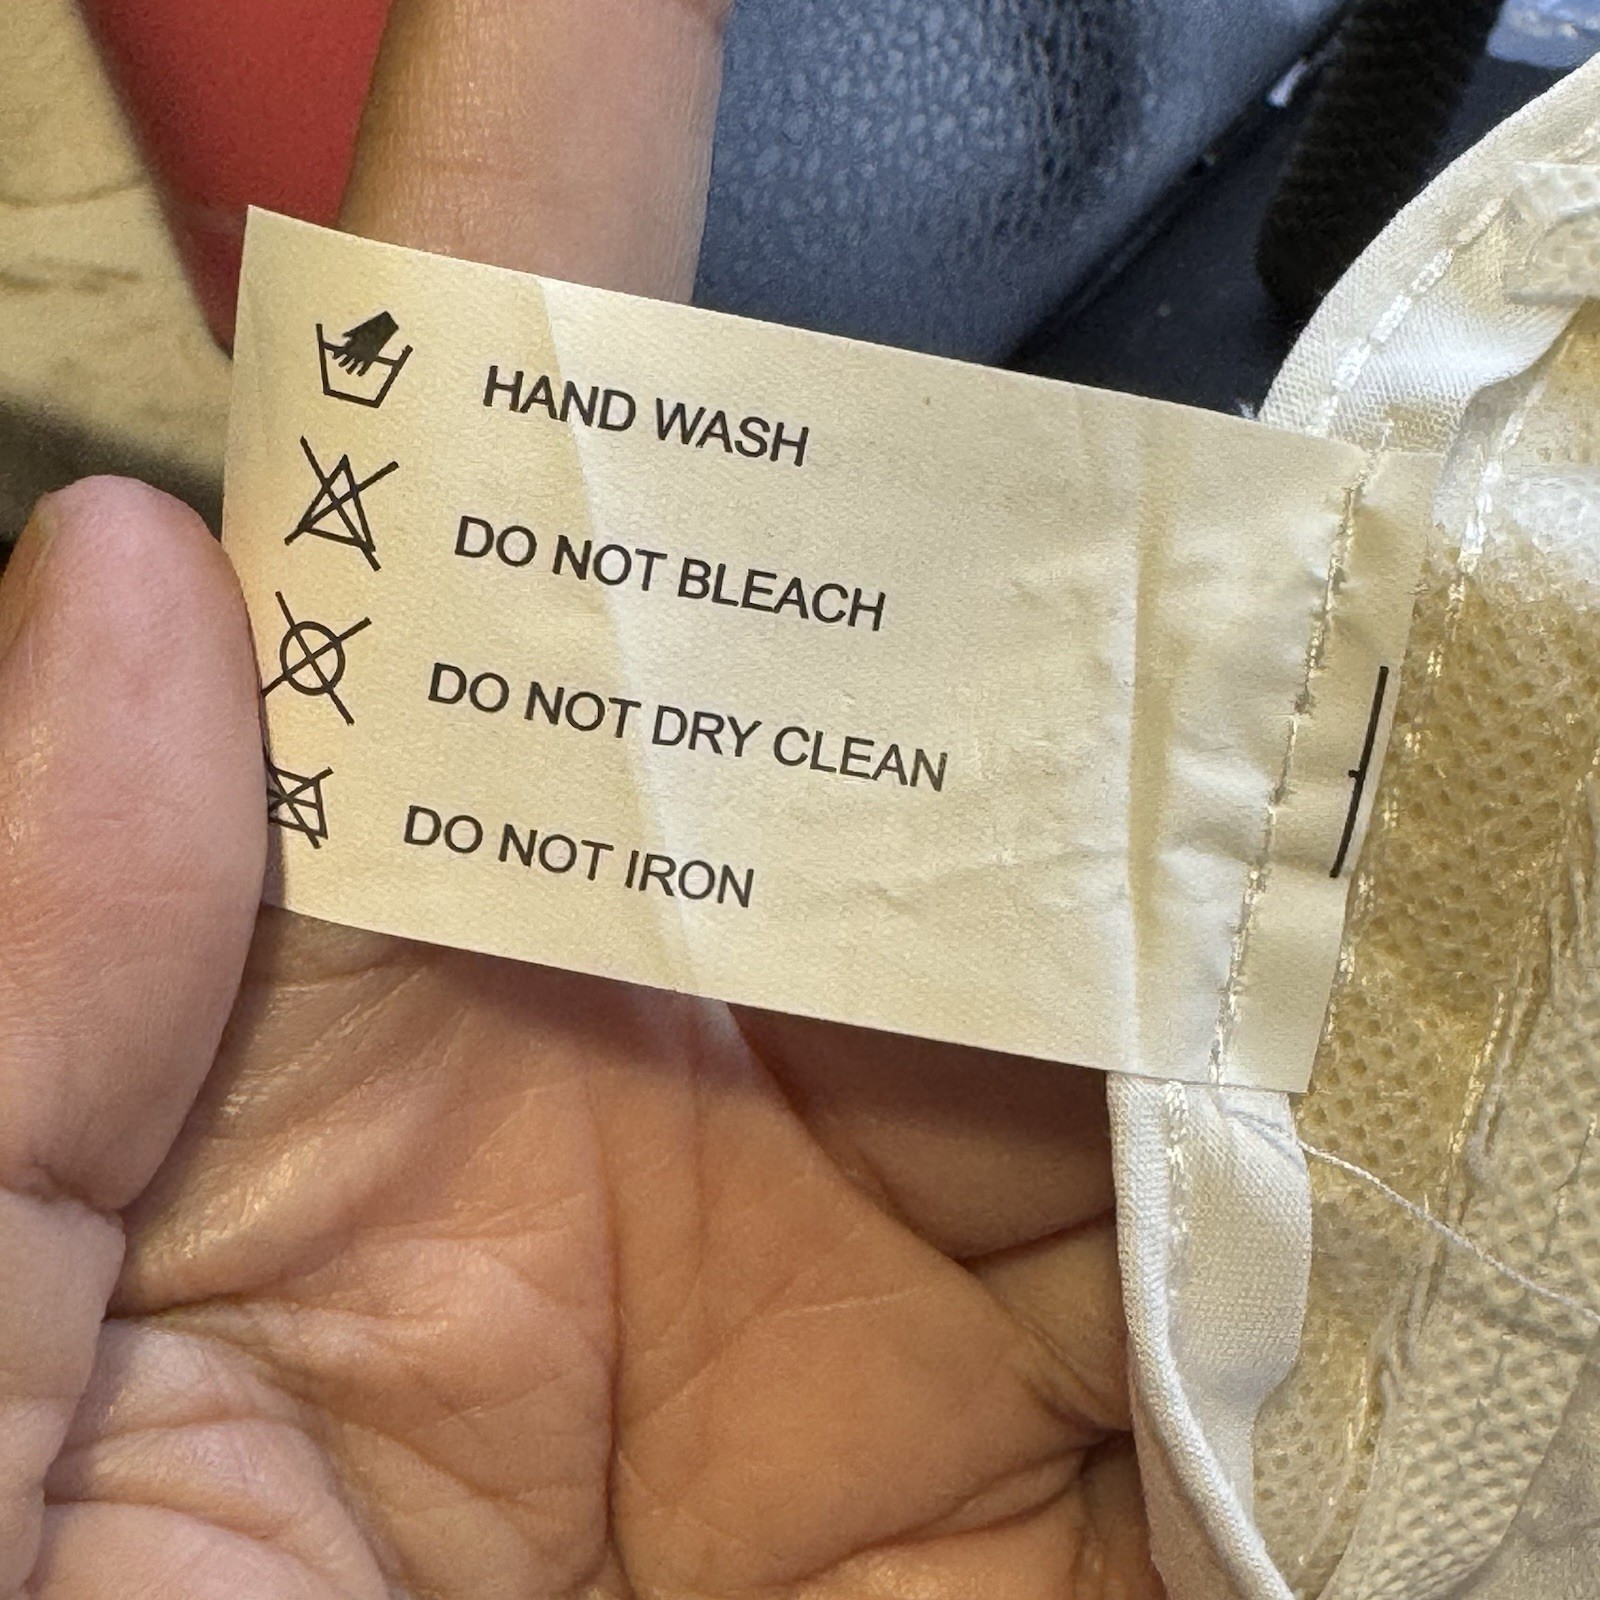 HAND WASH
DO NOT BLEACH
DO NOT DRY CLEAN
DO NOT IRON